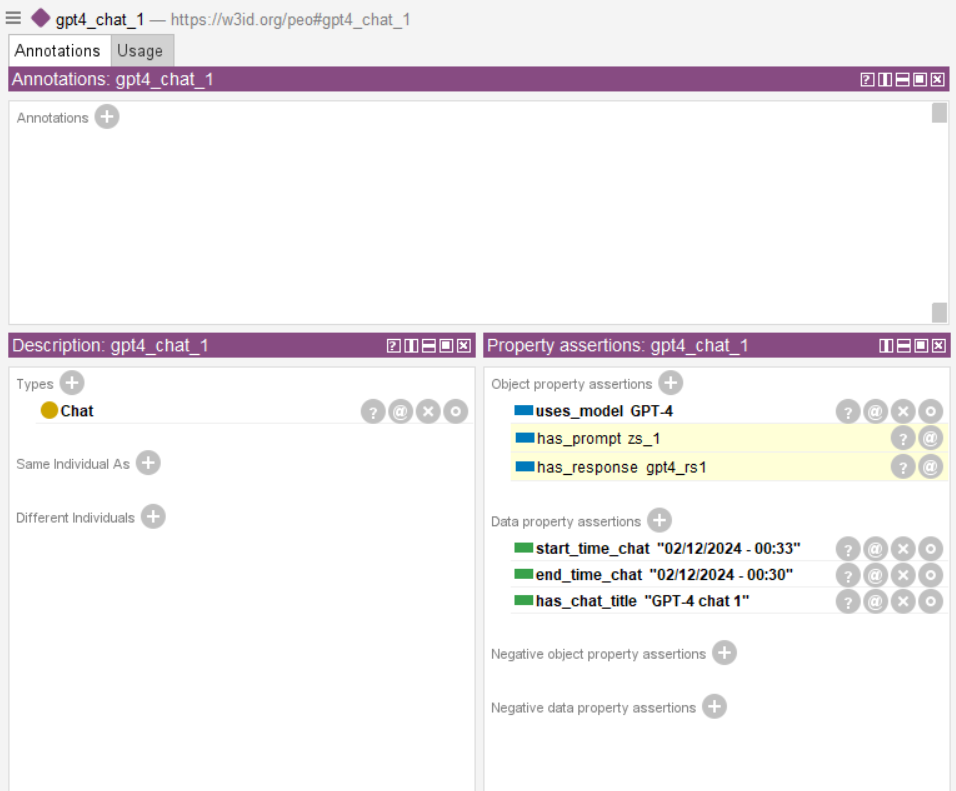 gpt4_chat_1 — https://w3id.org/peo#gpt4_chat_1
Annotations Usage
Annotations: gpt4_chat_1
Annotations
Description: gpt4_chat_1
Types
Chat
Same Individual As
Different Individuals
Property assertions: gpt4_chat_1
Object property assertions
uses_model GPT-4
has_prompt zs_1
has_response gpt4_rs1
Data property assertions
start_time_chat "02/12/2024 - 00:33"
end_time_chat "02/12/2024 - 00:30"
has_chat_title "GPT-4 chat 1"
Negative object property assertions
Negative data property assertions